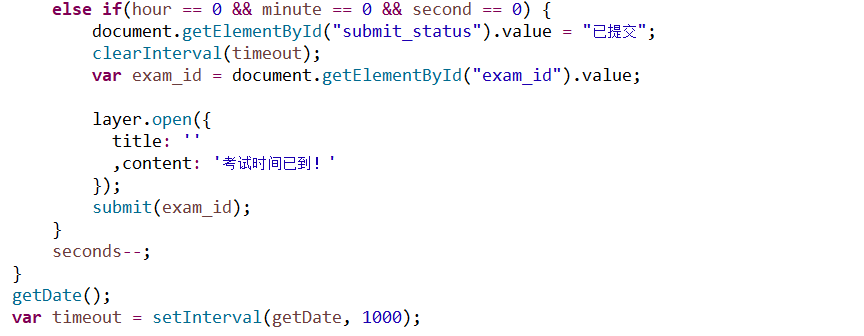 else if(hour == 0 && minute == 0 && second == 0) {
document.getElementById("submit_status").value = "已提交";
clearInterval(timeout);
var exam_id = document.getElementById("exam_id").value;
layer.open({
title: ''
,content: '考试时间已到！'
});
submit(exam_id);
}
seconds--;
}
getDate();
var timeout = setInterval(getDate, 1000);